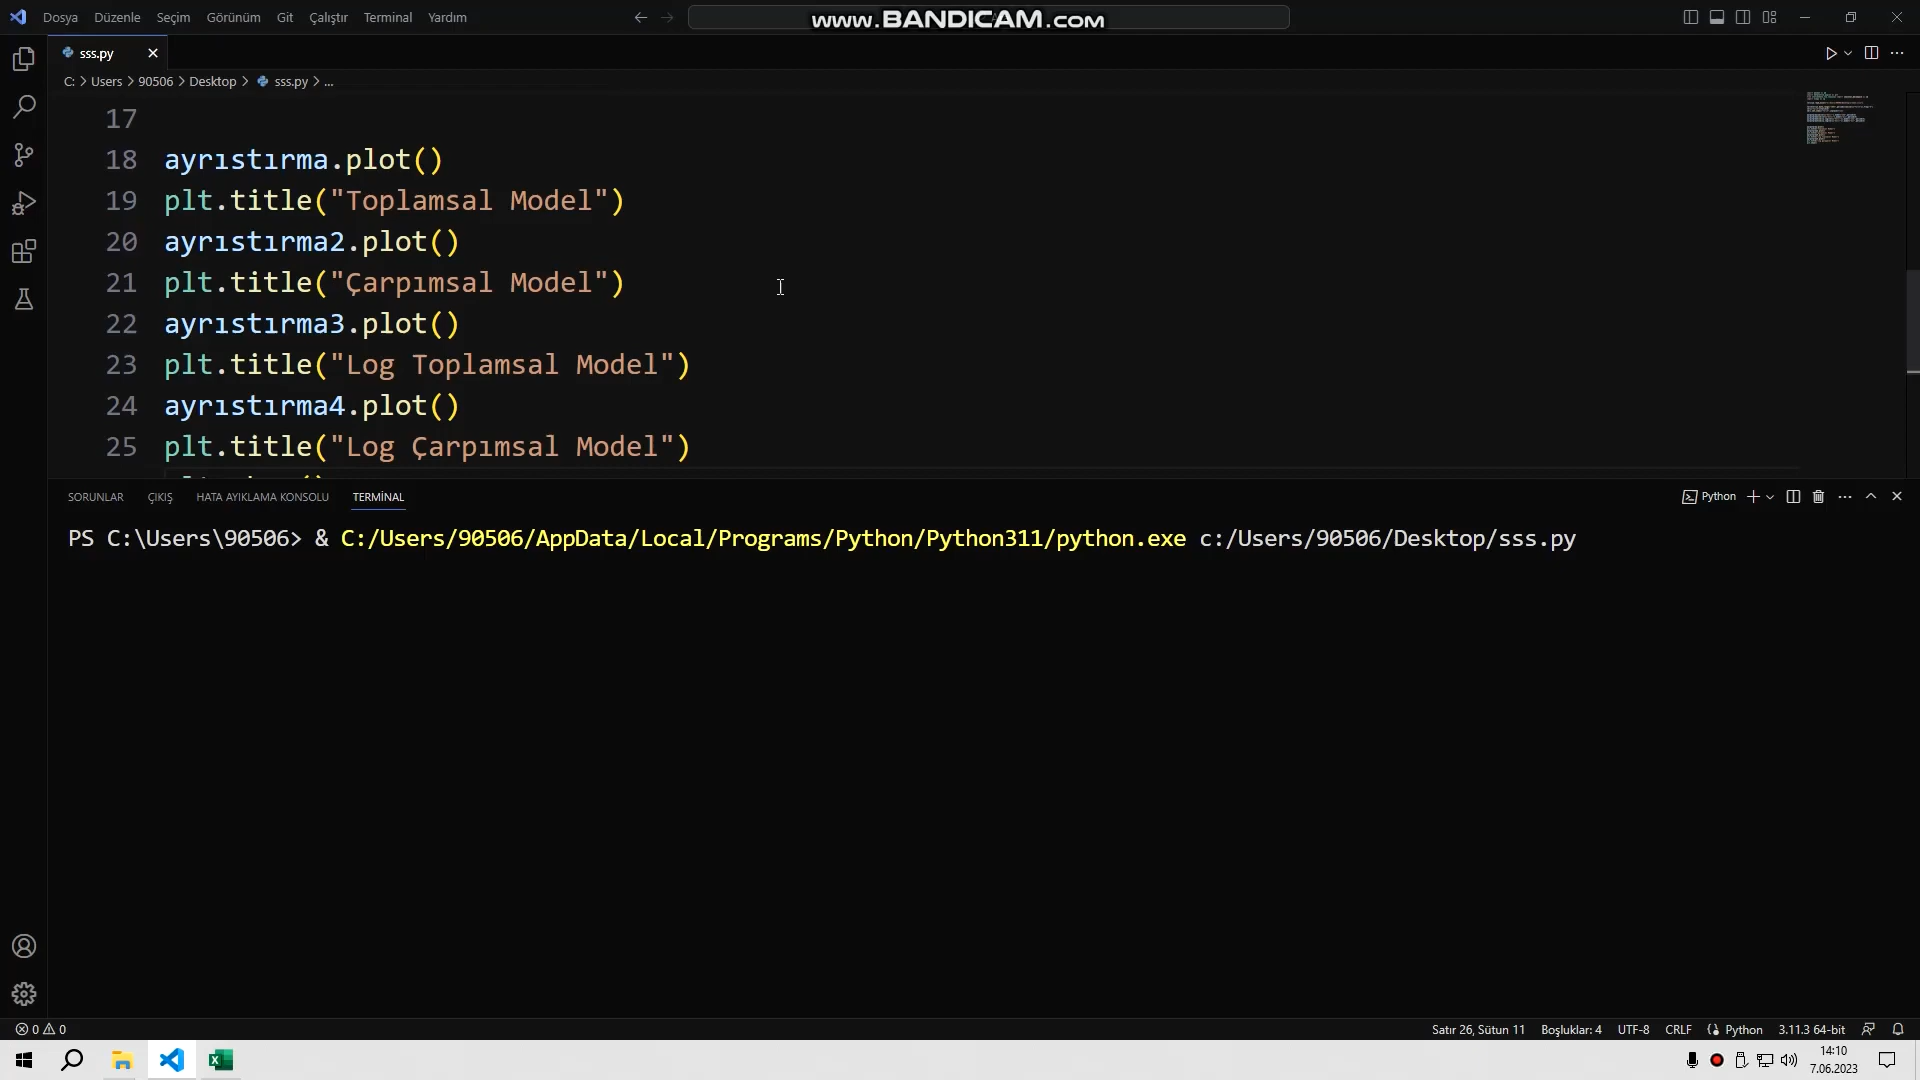 Dosya Düzenle Seçim Görünüm Git Çalıştır Terminal Yardım
www.BANDICAM.com
sss.py
C: > Users > 90506 > Desktop > sss.py > ...
17
18 ayrıstırma.plot()
19 plt.title("Toplamsal Model")
20 ayrıstırma2.plot()
21 plt.title("Çarpımsal Model")
22 ayrıstırma3.plot()
23 plt.title("Log Toplamsal Model")
24 ayrıstırma4.plot()
25 plt.title("Log Çarpımsal Model")
SORUNLAR ÇIKIŞ HATA AYIKLAMA KONSOLU TERMİNAL
Python
PS C:\Users\90506> & C:/Users/90506/AppData/Local/Programs/Python/Python311/python.exe c:/Users/90506/Desktop/sss.py
0 0
Satır 26, Sütun 11 Boşluklar: 4 UTF-8 CRLF Python 3.11.3 64-bit
14:10
7.06.2023